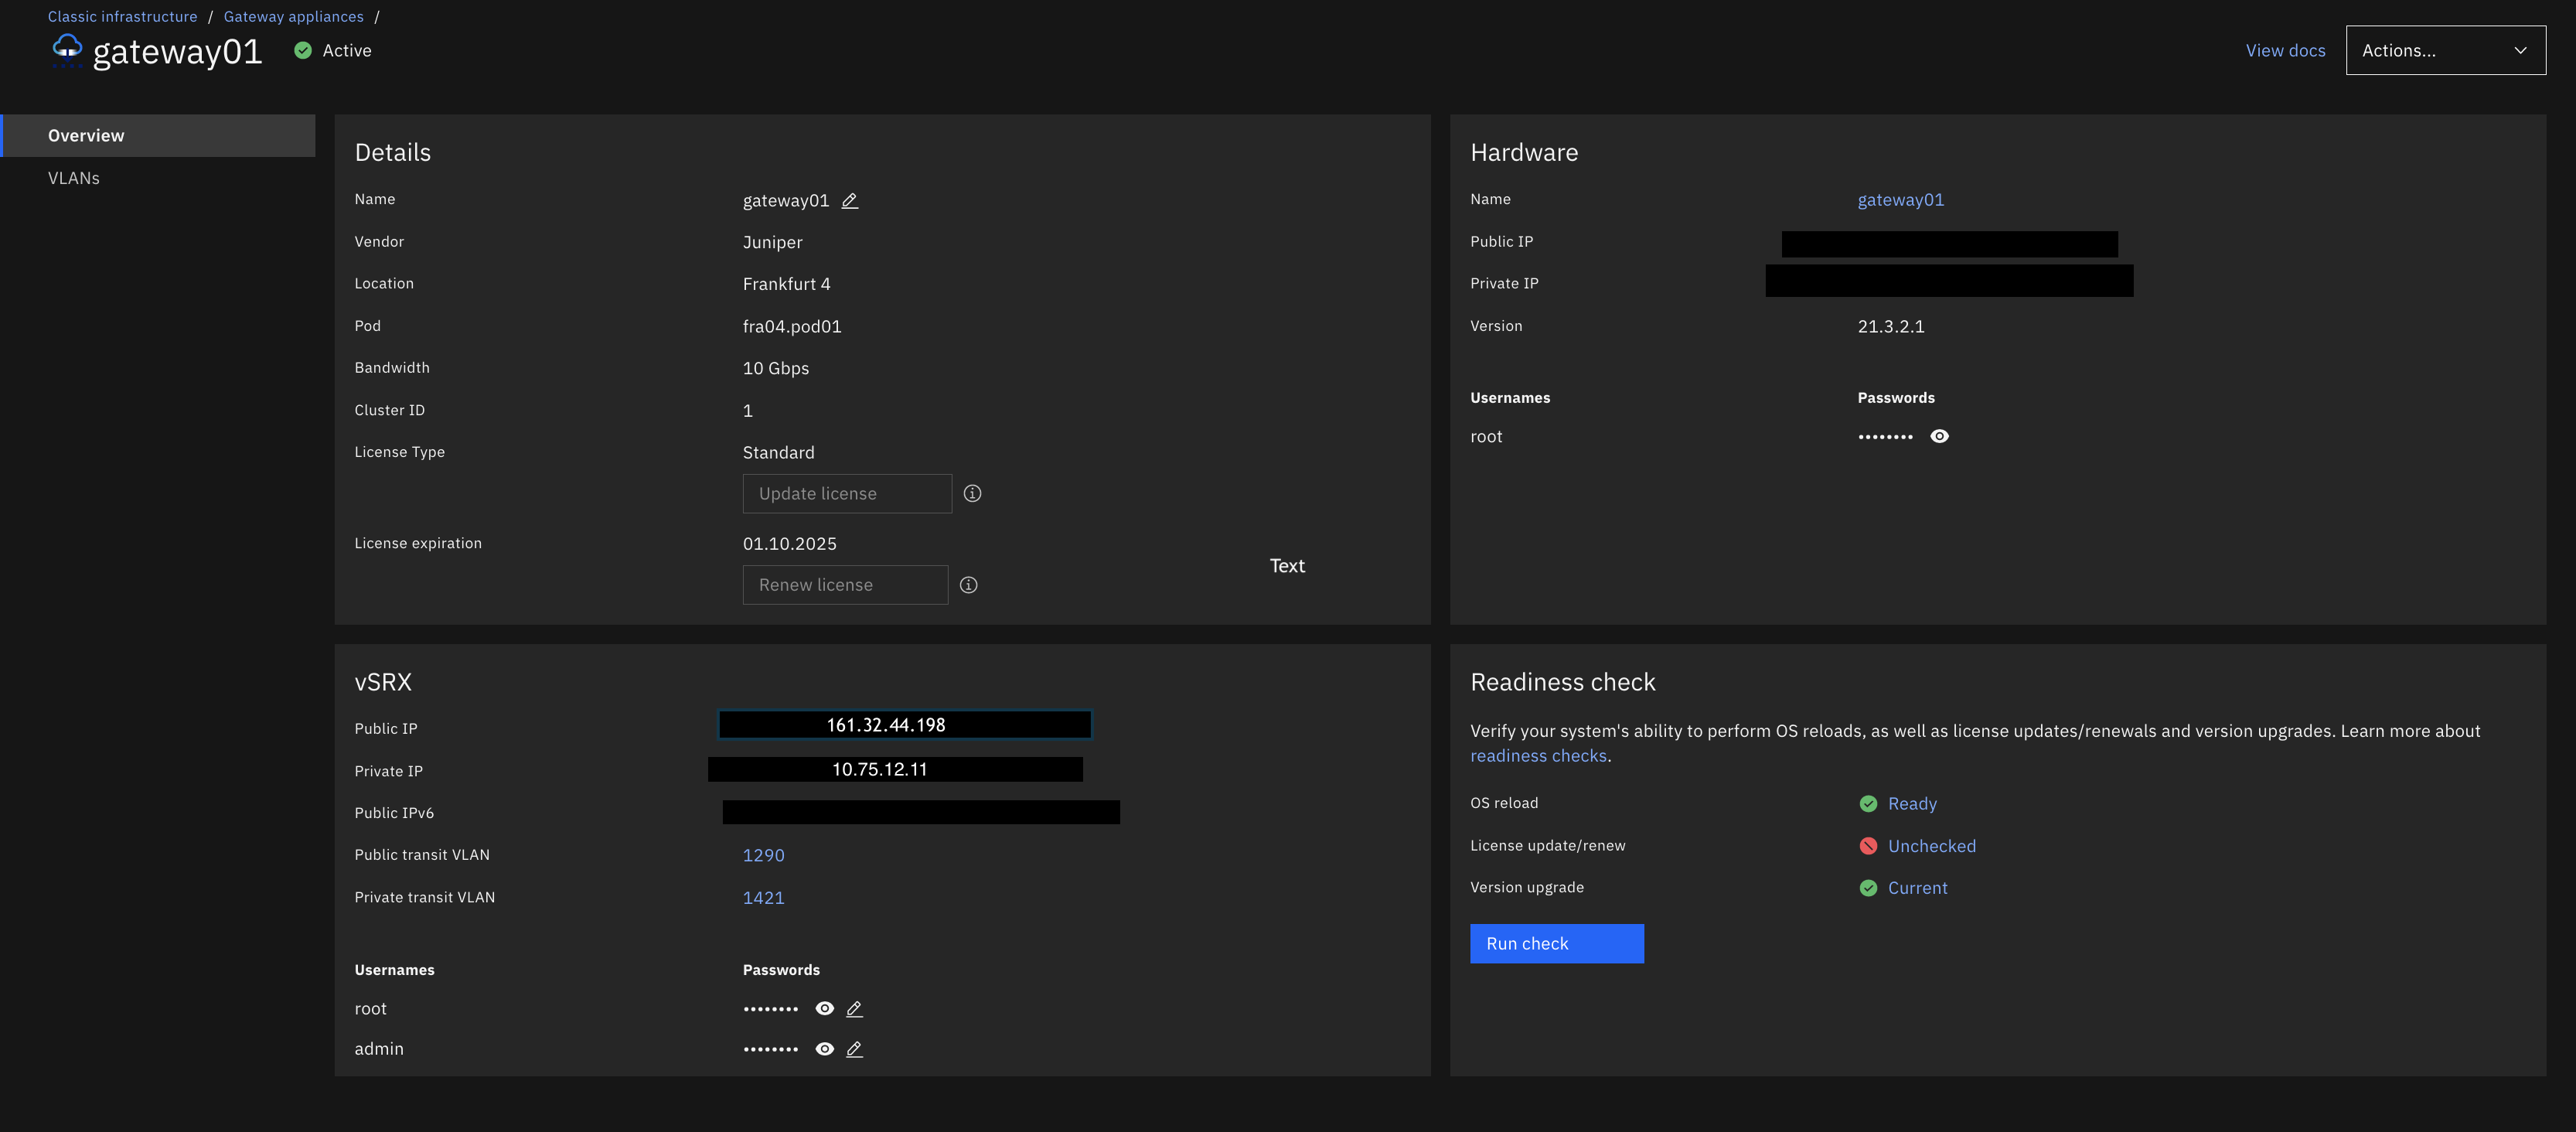 Classic infrastructure / Gateway appliances /
gateway01 Active
View docs Actions...
Overview
VLANs
Details
Name gateway01
Vendor Juniper
Location Frankfurt 4
Pod fra04.pod01
Bandwidth 10 Gbps
Cluster ID 1
License Type Standard
Update license
License expiration 01.10.2025
Text
Renew license
Hardware
Name gateway01
Public IP
Private IP
Version 21.3.2.1
Usernames Passwords
root ••••••••
vSRX
Public IP 161.32.44.198
Private IP 10.75.12.11
Public IPv6
Public transit VLAN 1290
Private transit VLAN 1421
Usernames Passwords
root ••••••••
admin ••••••••
Readiness check
Verify your system's ability to perform OS reloads, as well as license updates/renewals and version upgrades. Learn more about
readiness checks.
OS reload Ready
License update/renew Unchecked
Version upgrade Current
Run check